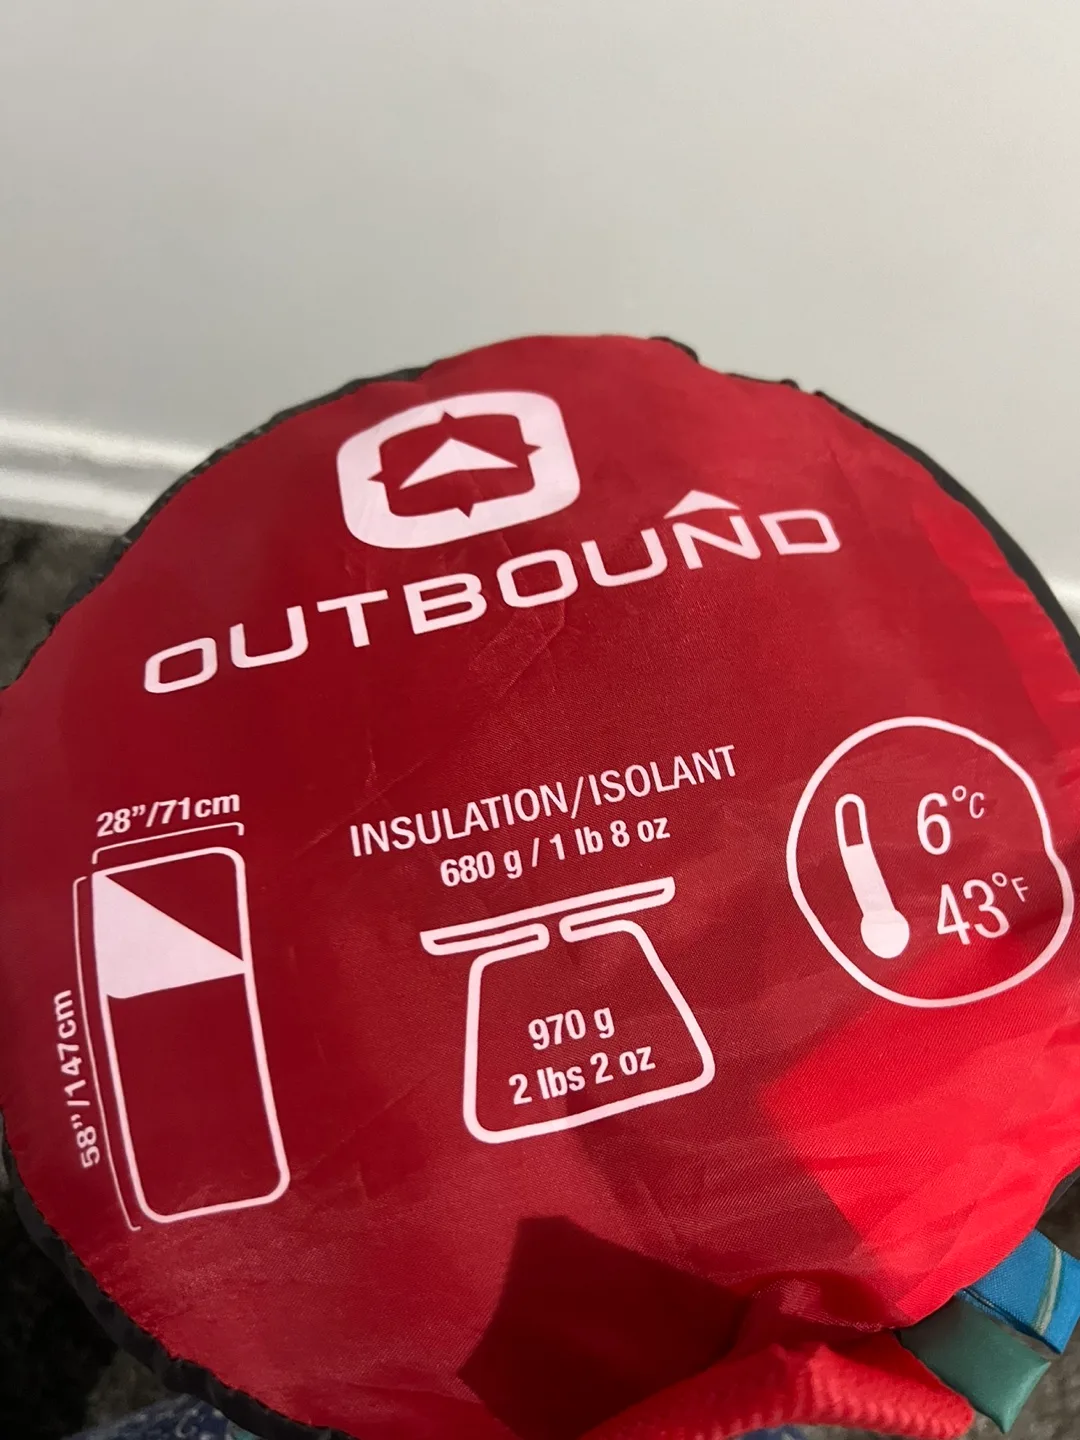 OUTBOUND
28”/71cm
58”/147cm
INSULATION/ISOLANT
680 g / 1 lb 8 oz
970 g
2 lbs 2 oz
6°C
43°F